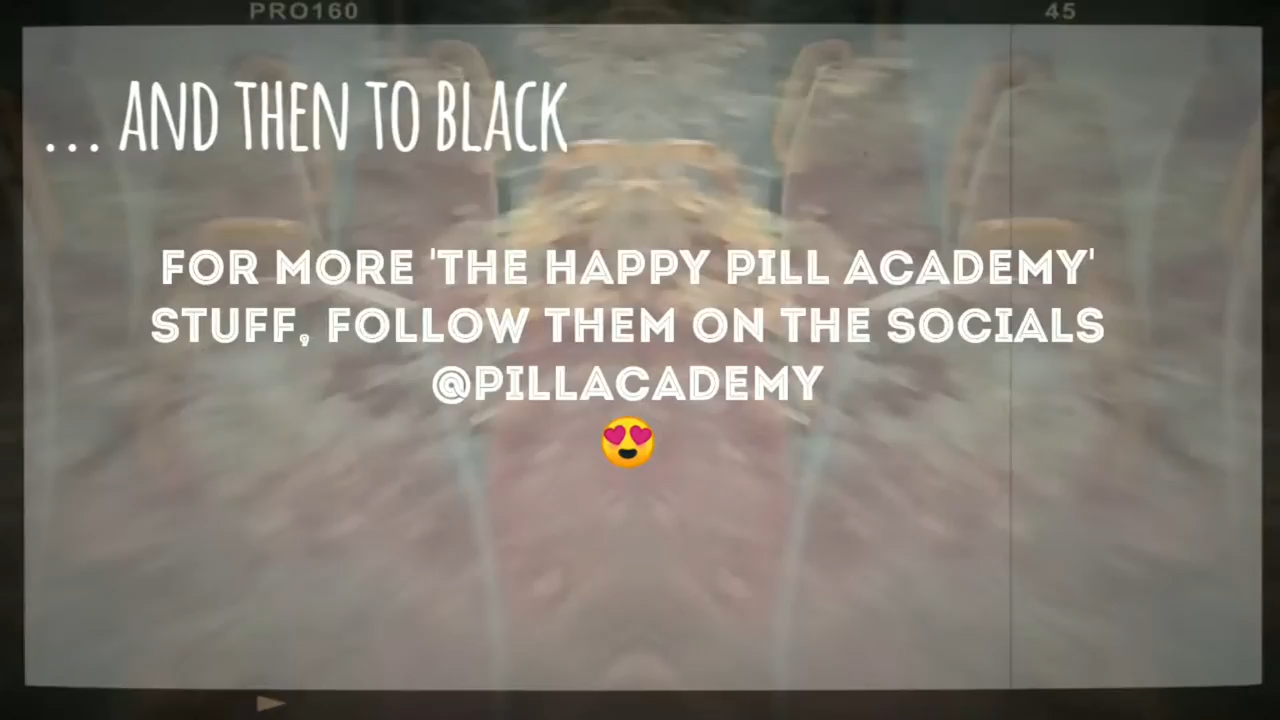 PRO160
45
... AND THEN TO BLACK
FOR MORE 'THE HAPPY PILL ACADEMY'
STUFF, FOLLOW THEM ON THE SOCIALS
@PILLACADEMY
😍